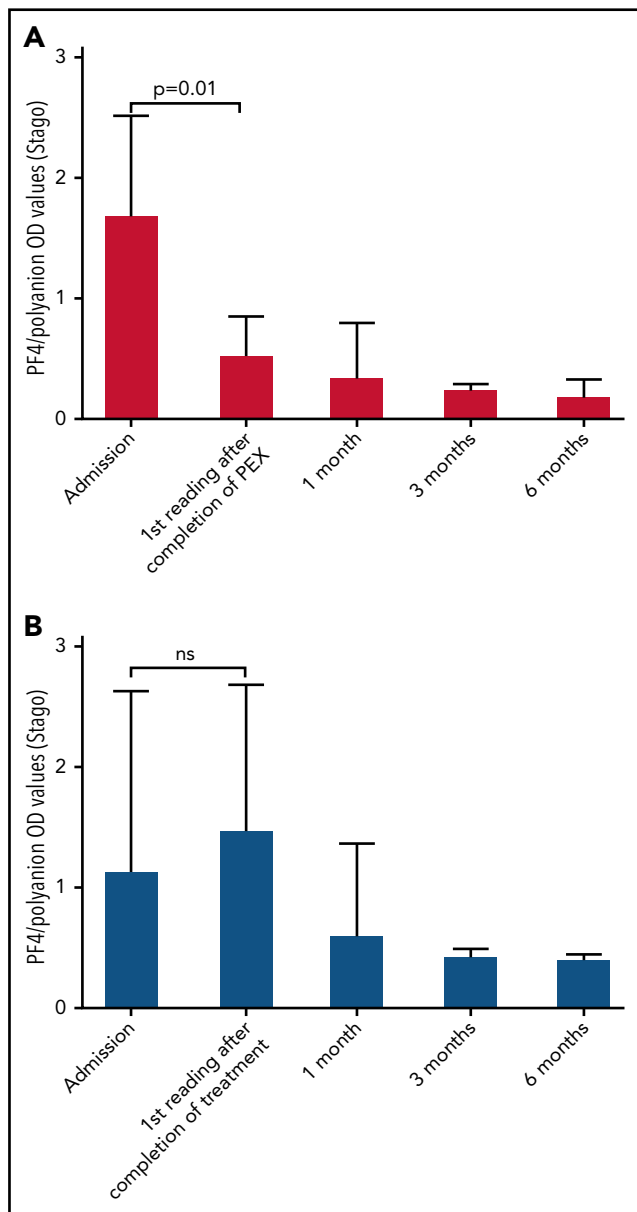 A
PF4/polyanion OD values (Stago)
3
2
1
0
p=0.01
Admission
1st reading after
completion of PEX
1 month
3 months
6 months
B
PF4/polyanion OD values (Stago)
3
2
1
0
ns
Admission
1st reading after
completion of treatment
1 month
3 months
6 months